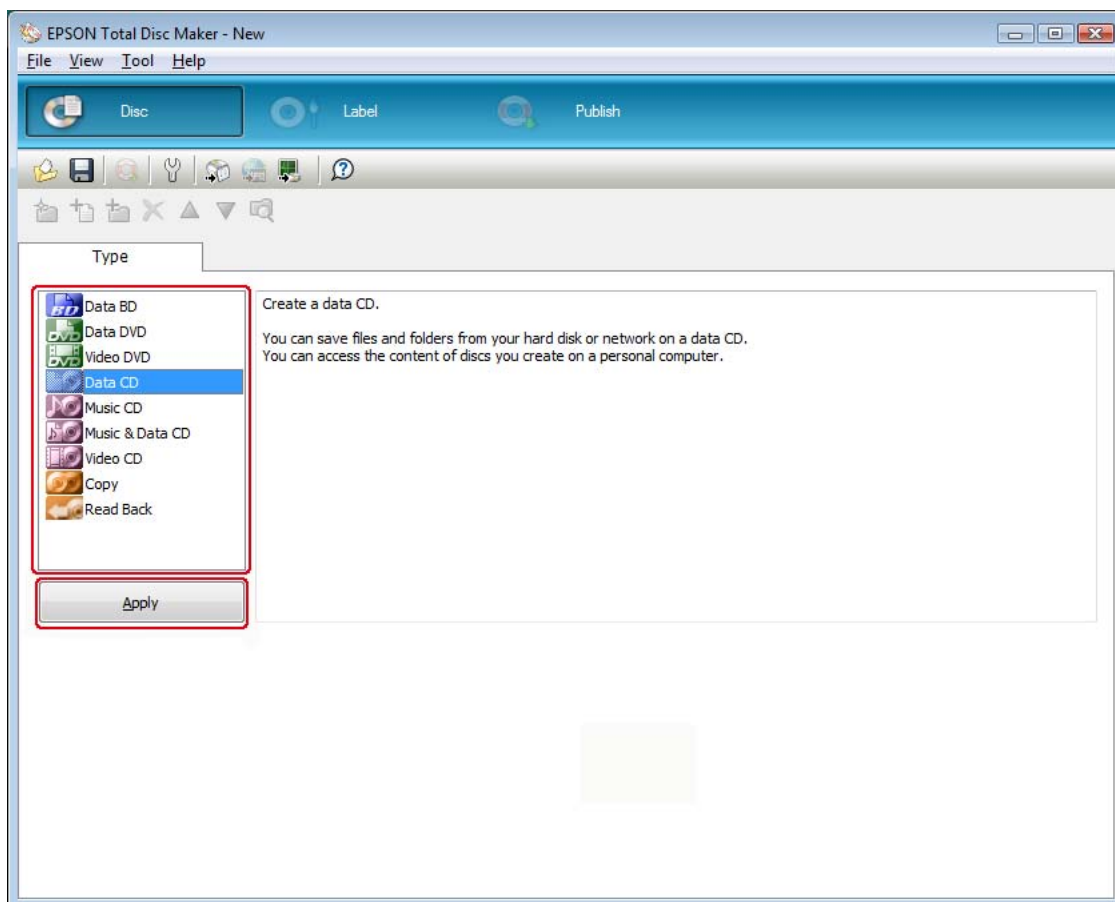 EPSON Total Disc Maker - New
File View Tool Help
Disc Label Publish
Type
Data BD
Data DVD
Video DVD
Data CD
Music CD
Music & Data CD
Video CD
Copy
Read Back
Apply
Create a data CD.
You can save files and folders from your hard disk or network on a data CD.
You can access the content of discs you create on a personal computer.